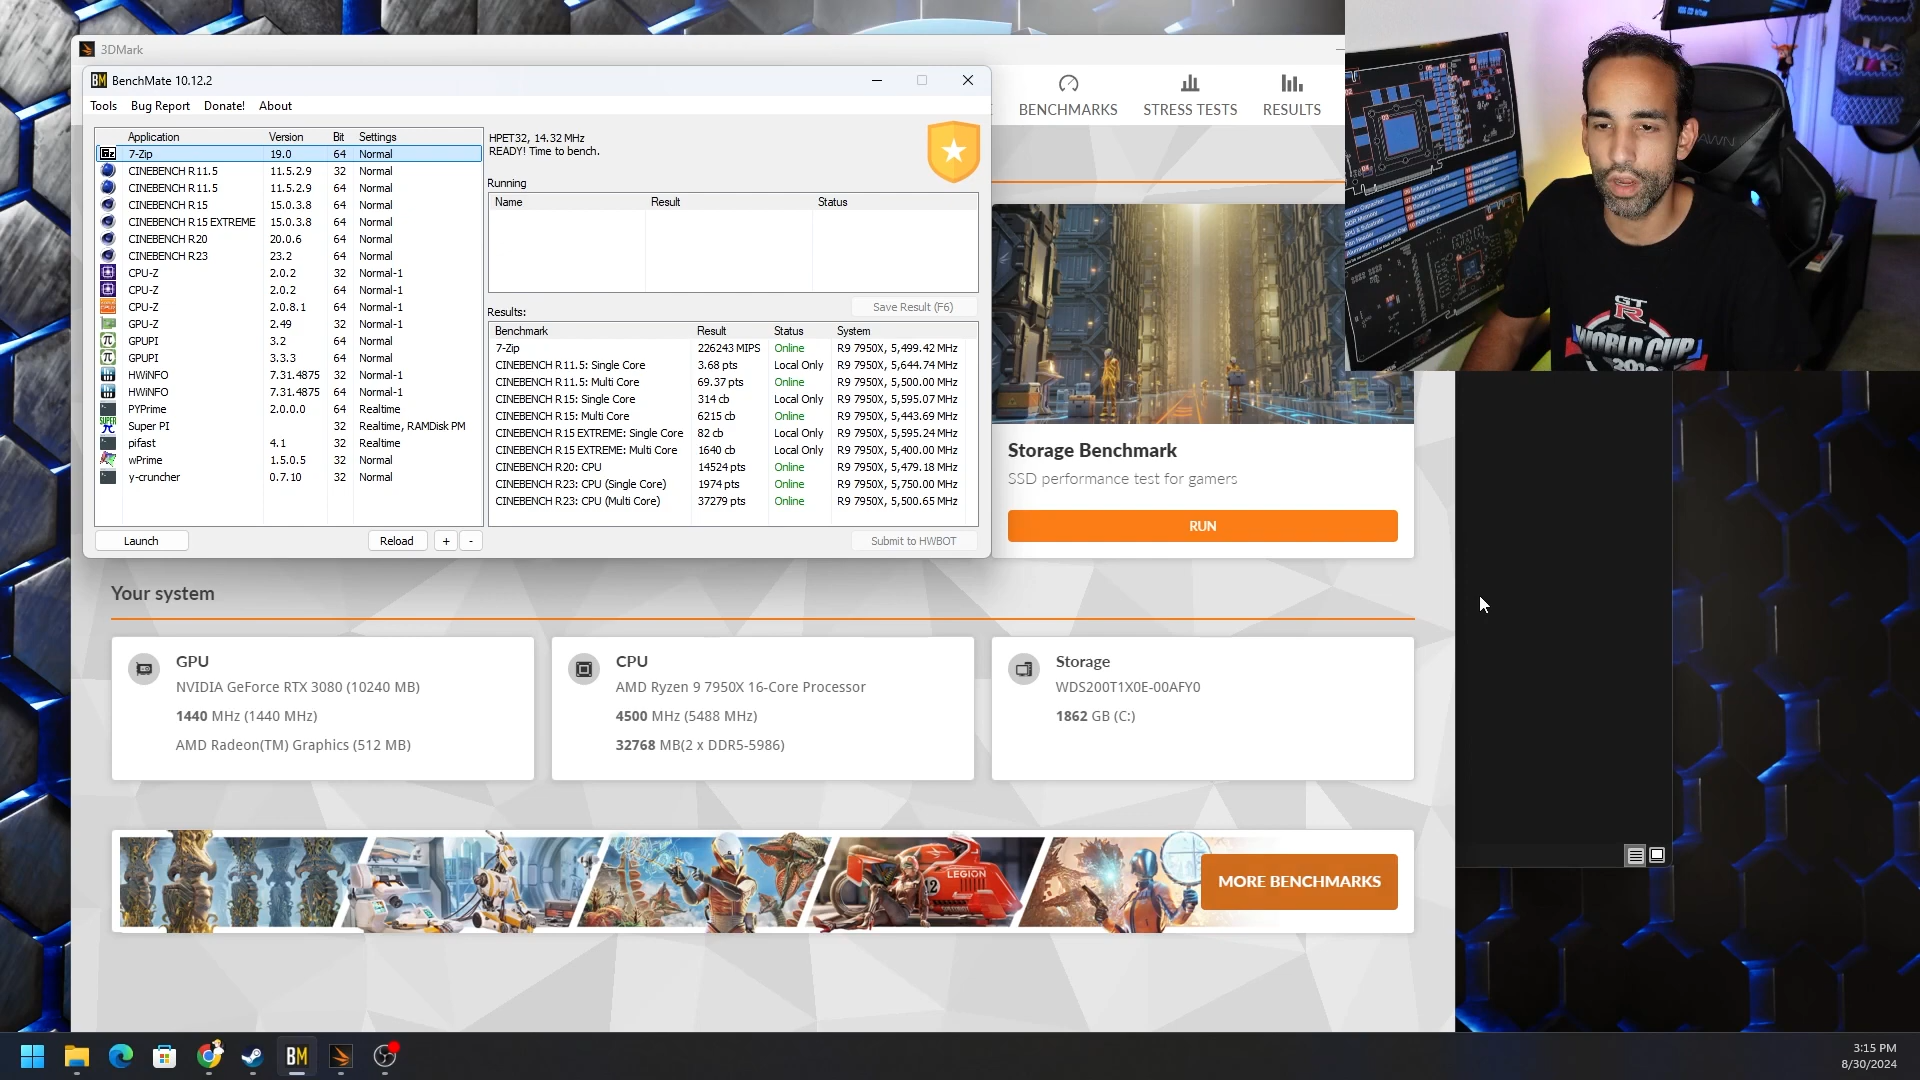 3DMark
BM BenchMate 10.12.2
Tools Bug Report Donate! About
BENCHMARKS STRESS TESTS RESULTS
Application Version Bit Settings
7-Zip 19.0 64 Normal
CINEBENCH R11.5 11.5.2.9 32 Normal
CINEBENCH R11.5 11.5.2.9 64 Normal
CINEBENCH R15 15.0.3.8 64 Normal
CINEBENCH R15 EXTREME 15.0.3.8 64 Normal
CINEBENCH R20 20.0.6 64 Normal
CINEBENCH R23 23.2 64 Normal
CPU-Z 2.0.2 32 Normal-1
CPU-Z 2.0.2 64 Normal-1
CPU-Z 2.0.8.1 64 Normal-1
GPU-Z 2.49 32 Normal-1
GPUPI 3.2 64 Normal
GPUPI 3.3.3 64 Normal
HWiNFO 7.31.4875 32 Normal-1
HWiNFO 7.31.4875 64 Normal-1
PYPrime 2.0.0.0 64 Realtime
Super PI 32 Realtime, RAMDisk PM
pifast 4.1 32 Realtime
wPrime 1.5.0.5 32 Normal
y-cruncher 0.7.10 32 Normal
Launch Reload + -
HPET32, 14.32 MHz
READY! Time to bench.
Running
Name Result Status
Save Result (F6)
Results:
Benchmark Result Status System
7-Zip 226243 MIPS Online R9 7950X, 5,499.42 MHz
CINEBENCH R11.5: Single Core 3.68 pts Local Only R9 7950X, 5,644.74 MHz
CINEBENCH R11.5: Multi Core 69.37 pts Online R9 7950X, 5,500.00 MHz
CINEBENCH R15: Single Core 314 cb Local Only R9 7950X, 5,595.07 MHz
CINEBENCH R15: Multi Core 6215 cb Online R9 7950X, 5,443.69 MHz
CINEBENCH R15 EXTREME: Single Core 82 cb Local Only R9 7950X, 5,595.24 MHz
CINEBENCH R15 EXTREME: Multi Core 1640 cb Local Only R9 7950X, 5,400.00 MHz
CINEBENCH R20: CPU 14524 pts Online R9 7950X, 5,479.18 MHz
CINEBENCH R23: CPU (Single Core) 1974 pts Online R9 7950X, 5,750.00 MHz
CINEBENCH R23: CPU (Multi Core) 37279 pts Online R9 7950X, 5,500.65 MHz
Submit to HWBOT
GT
R
WORLD CUP
Storage Benchmark
SSD performance test for gamers
RUN
Your system
GPU
NVIDIA GeForce RTX 3080 (10240 MB)
1440 MHz (1440 MHz)
AMD Radeon(TM) Graphics (512 MB)
CPU
AMD Ryzen 9 7950X 16-Core Processor
4500 MHz (5488 MHz)
32768 MB(2 x DDR5-5986)
Storage
WDS200T1X0E-00AFY0
1862 GB (C:)
LEGION
12
MORE BENCHMARKS
BM
3:15 PM
8/30/2024